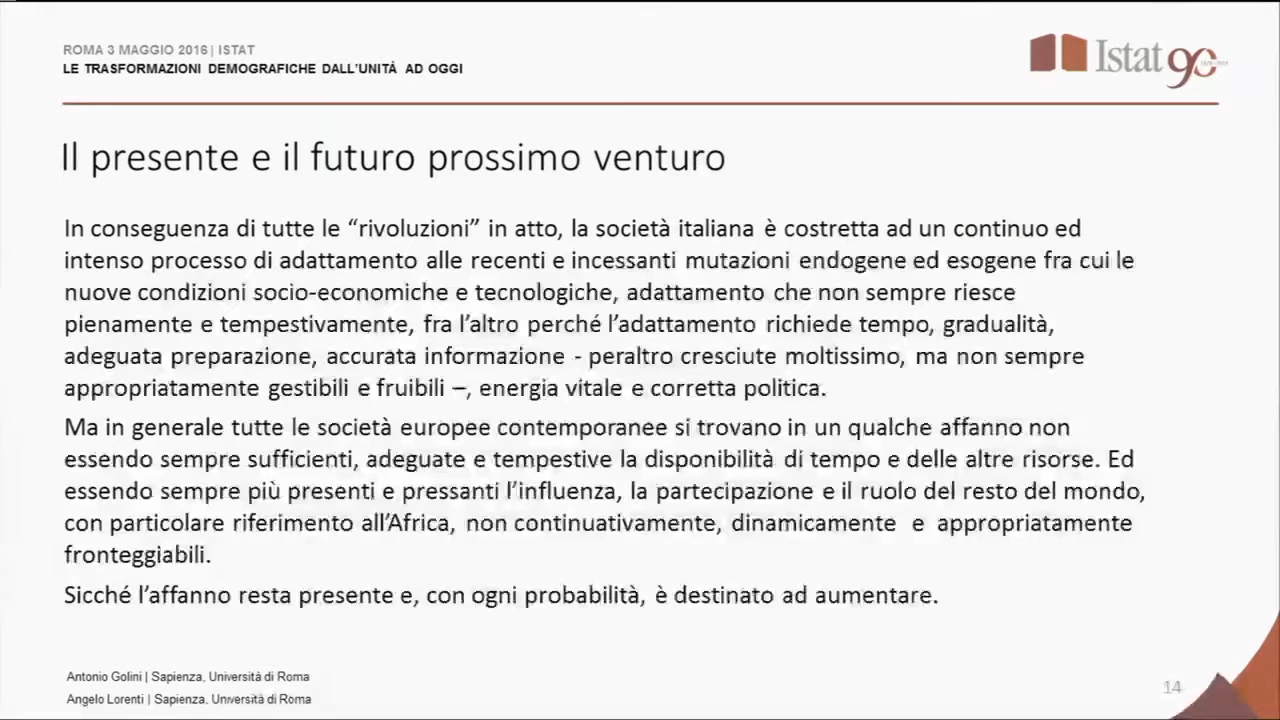 ROMA 3 MAGGIO 2016 | ISTAT
LE TRASFORMAZIONI DEMOGRAFICHE DALL'UNITÀ AD OGGI
Istat 90
Il presente e il futuro prossimo venturo
In conseguenza di tutte le “rivoluzioni” in atto, la società italiana è costretta ad un continuo ed
intenso processo di adattamento alle recenti e incessanti mutazioni endogene ed esogene fra cui le
nuove condizioni socio-economiche e tecnologiche, adattamento che non sempre riesce
pienamente e tempestivamente, fra l’altro perché l’adattamento richiede tempo, gradualità,
adeguata preparazione, accurata informazione - peraltro cresciute moltissimo, ma non sempre
appropriatamente gestibili e fruibili –, energia vitale e corretta politica.
Ma in generale tutte le società europee contemporanee si trovano in un qualche affanno non
essendo sempre sufficienti, adeguate e tempestive la disponibilità di tempo e delle altre risorse. Ed
essendo sempre più presenti e pressanti l’influenza, la partecipazione e il ruolo del resto del mondo,
con particolare riferimento all’Africa, non continuativamente, dinamicamente e appropriatamente
fronteggiabili.
Sicché l’affanno resta presente e, con ogni probabilità, è destinato ad aumentare.
Antonio Golini | Sapienza, Università di Roma
Angelo Lorenti | Sapienza, Università di Roma
14